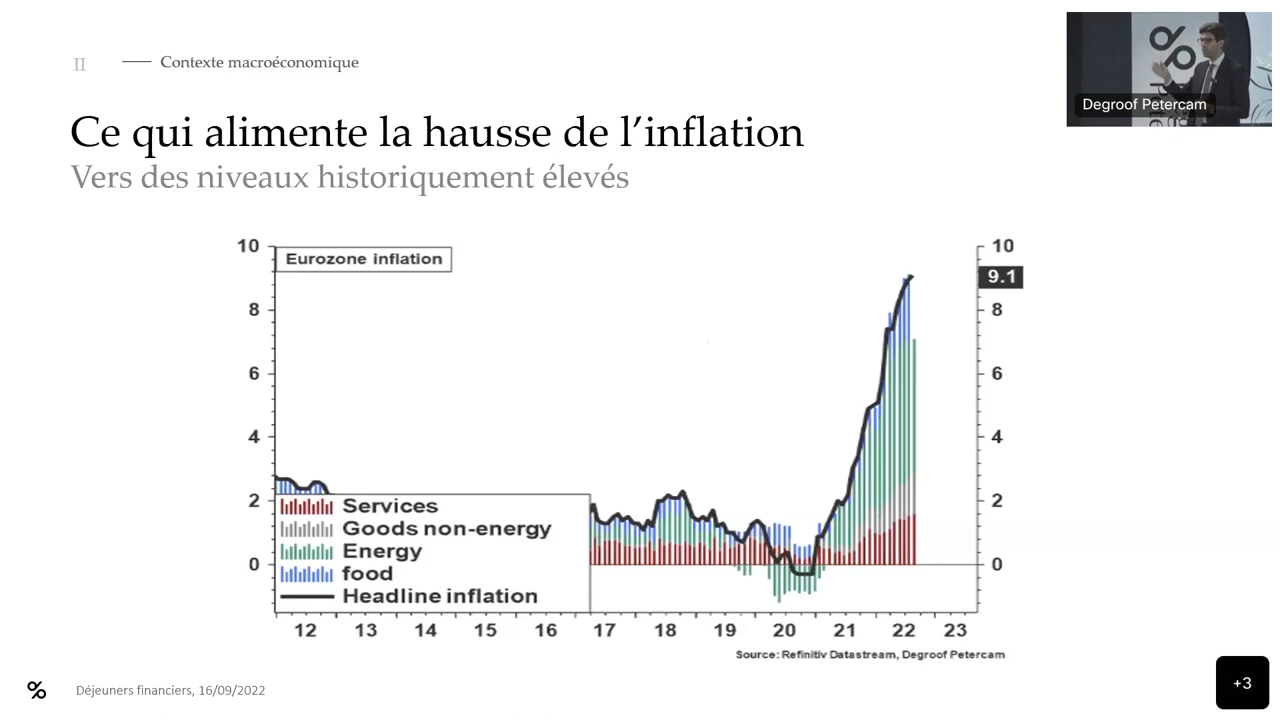 II
Contexte macroéconomique
Degroof Petercam
Ce qui alimente la hausse de l’inflation
Vers des niveaux historiquement élevés
10
Eurozone inflation
10
9.1
8
8
6
6
4
4
2
2
0
0
Services
Goods non-energy
Energy
food
Headline inflation
12 13 14 15 16 17 18 19 20 21 22 23
Source: Refinitiv Datastream, Degroof Petercam
Déjeuners financiers, 16/09/2022
+3